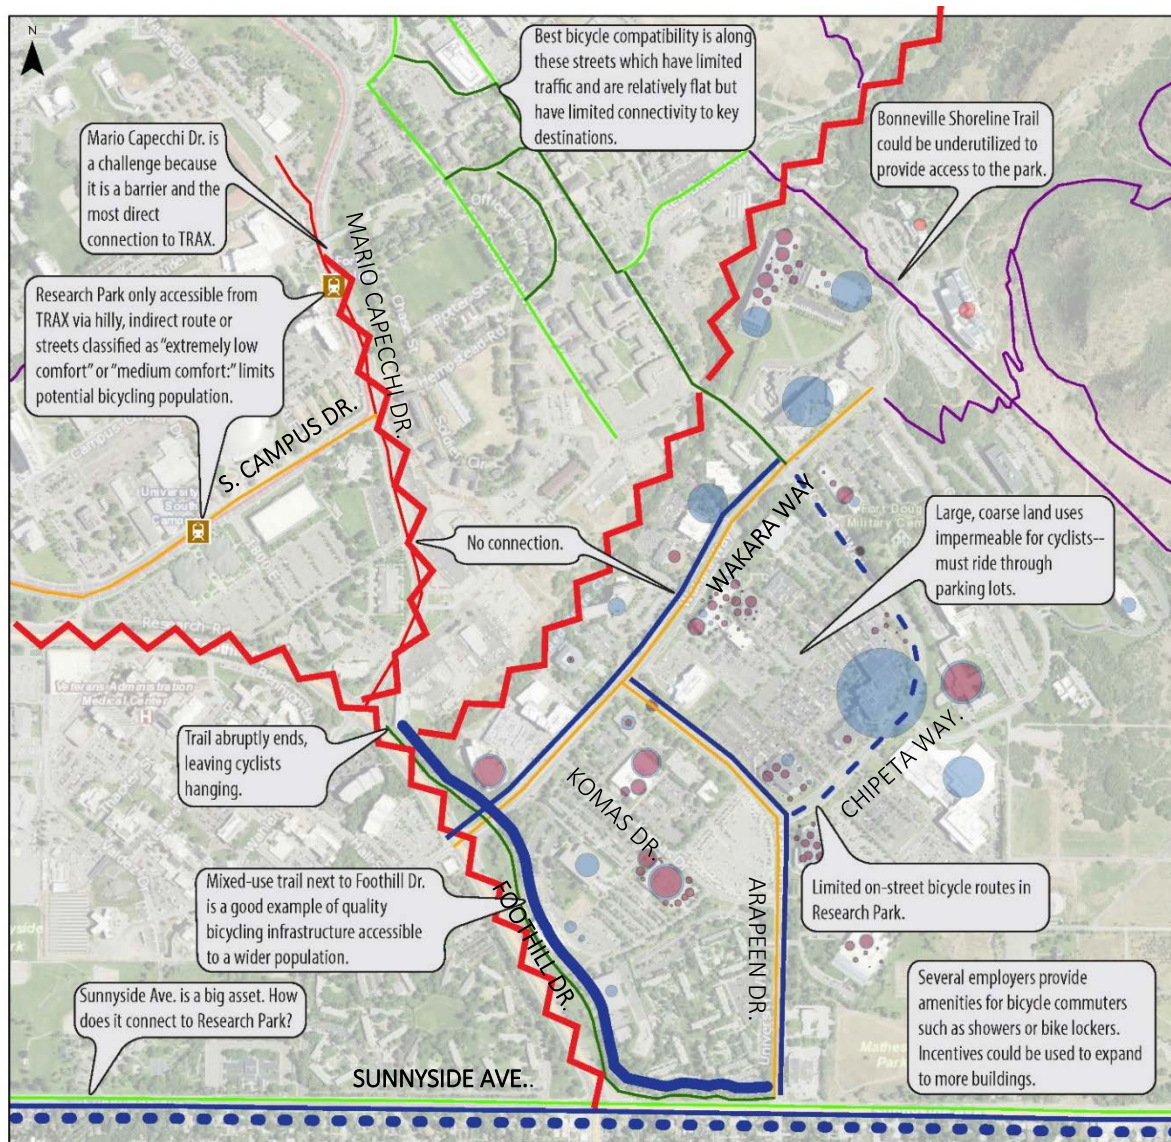 N
Best bicycle compatibility is along
these streets which have limited
traffic and are relatively flat but
have limited connectivity to key
destinations.
Bonneville Shoreline Trail
could be underutilized to
provide access to the park.
Mario Capecchi Dr. is
a challenge because
it is a barrier and the
most direct
connection to TRAX.
MARIO CAPECCHI DR.
Research Park only accessible from
TRAX via hilly, indirect route or
streets classified as "extremely low
comfort" or "medium comfort:" limits
potential bicycling population.
S. CAMPUS DR.
University
South
No connection.
WAKARA WAY
Large, coarse land uses
impermeable for cyclists--
must ride through
parking lots.
Veterans Administration
Medical Center
H
Trail abruptly ends,
leaving cyclists
hanging.
KOMAS DR.
CHIPETA WAY.
Mixed-use trail next to Foothill Dr.
is a good example of quality
bicycling infrastructure accessible
to a wider population.
FOOTHILL DR.
ARAPEEN DR.
Limited on-street bicycle routes in
Research Park.
Sunnyside Ave. is a big asset. How
does it connect to Research Park?
Several employers provide
amenities for bicycle commuters
such as showers or bike lockers.
Incentives could be used to expand
to more buildings.
SUNNYSIDE AVE..